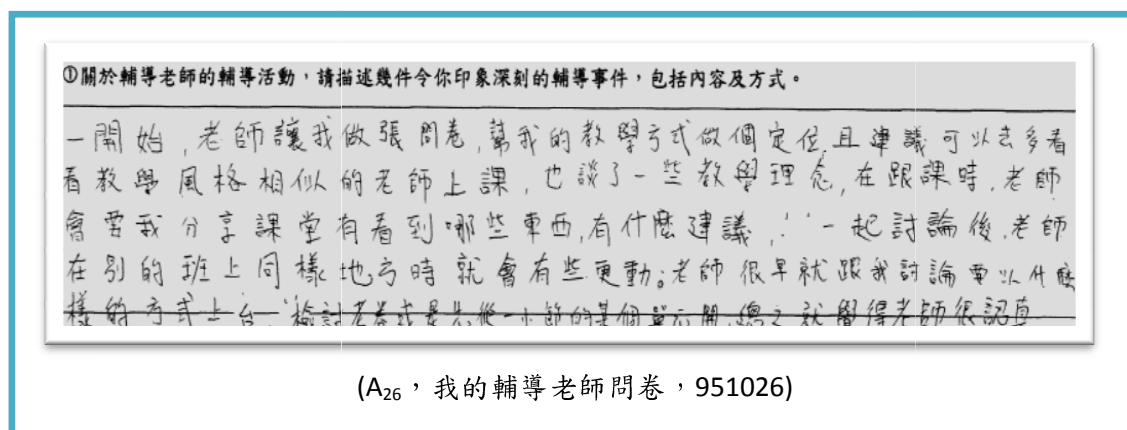 ①關於輔導老師的輔導活動，請描述幾件令你印象深刻的輔導事件，包括內容及方式。
一開始,老師讓我做張問卷,幫我的教學方式做個定位,且建議可以去多看
看教學風格相似的老師上課,也談了一些教學理念,在跟課時,老師
會要我分享課堂有看到哪些東西,有什麼建議, 一起討論後,老師
在別的班上同樣地方時就會有些更動。老師很早就跟我討論要以什麼
樣的方式上台, 檢討考卷或是先從一小節的某個單元開 總之就覺得老師很認真
(A₂₆，我的輔導老師問卷，951026)